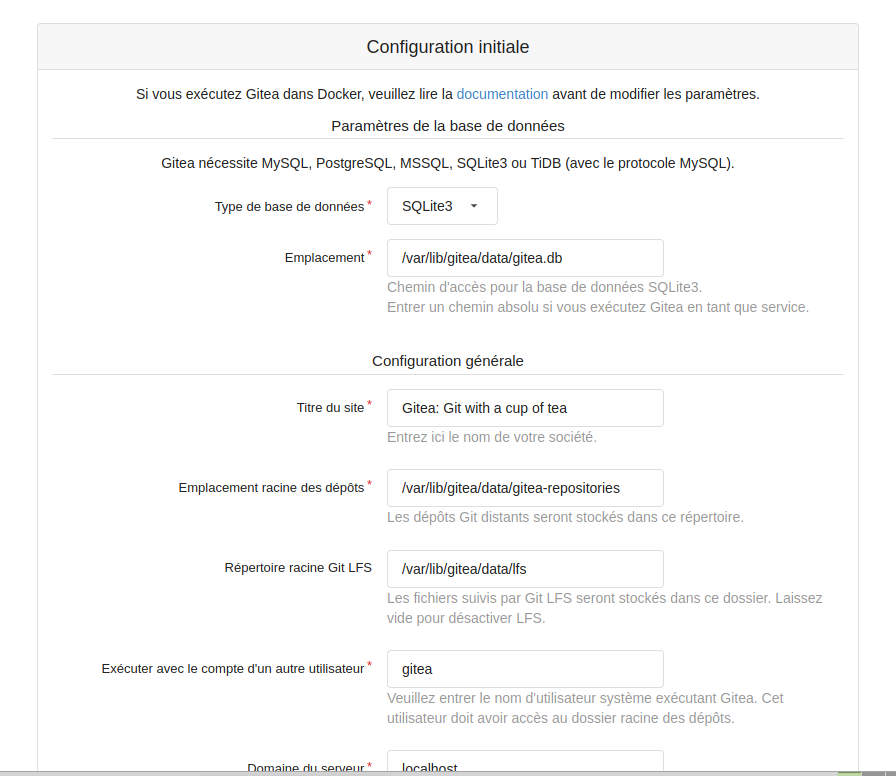 Configuration initiale
Si vous exécutez Gitea dans Docker, veuillez lire la documentation avant de modifier les paramètres.
Paramètres de la base de données
Gitea nécessite MySQL, PostgreSQL, MSSQL, SQLite3 ou TiDB (avec le protocole MySQL).
Type de base de données* SQLite3
Emplacement* /var/lib/gitea/data/gitea.db
Chemin d'accès pour la base de données SQLite3.
Entrer un chemin absolu si vous exécutez Gitea en tant que service.
Configuration générale
Titre du site* Gitea: Git with a cup of tea
Entrez ici le nom de votre société.
Emplacement racine des dépôts* /var/lib/gitea/data/gitea-repositories
Les dépôts Git distants seront stockés dans ce répertoire.
Répertoire racine Git LFS /var/lib/gitea/data/lfs
Les fichiers suivis par Git LFS seront stockés dans ce dossier. Laissez
vide pour désactiver LFS.
Exécuter avec le compte d'un autre utilisateur* gitea
Veuillez entrer le nom d'utilisateur système exécutant Gitea. Cet
utilisateur doit avoir accès au dossier racine des dépôts.
Domaine du serveur* localhost